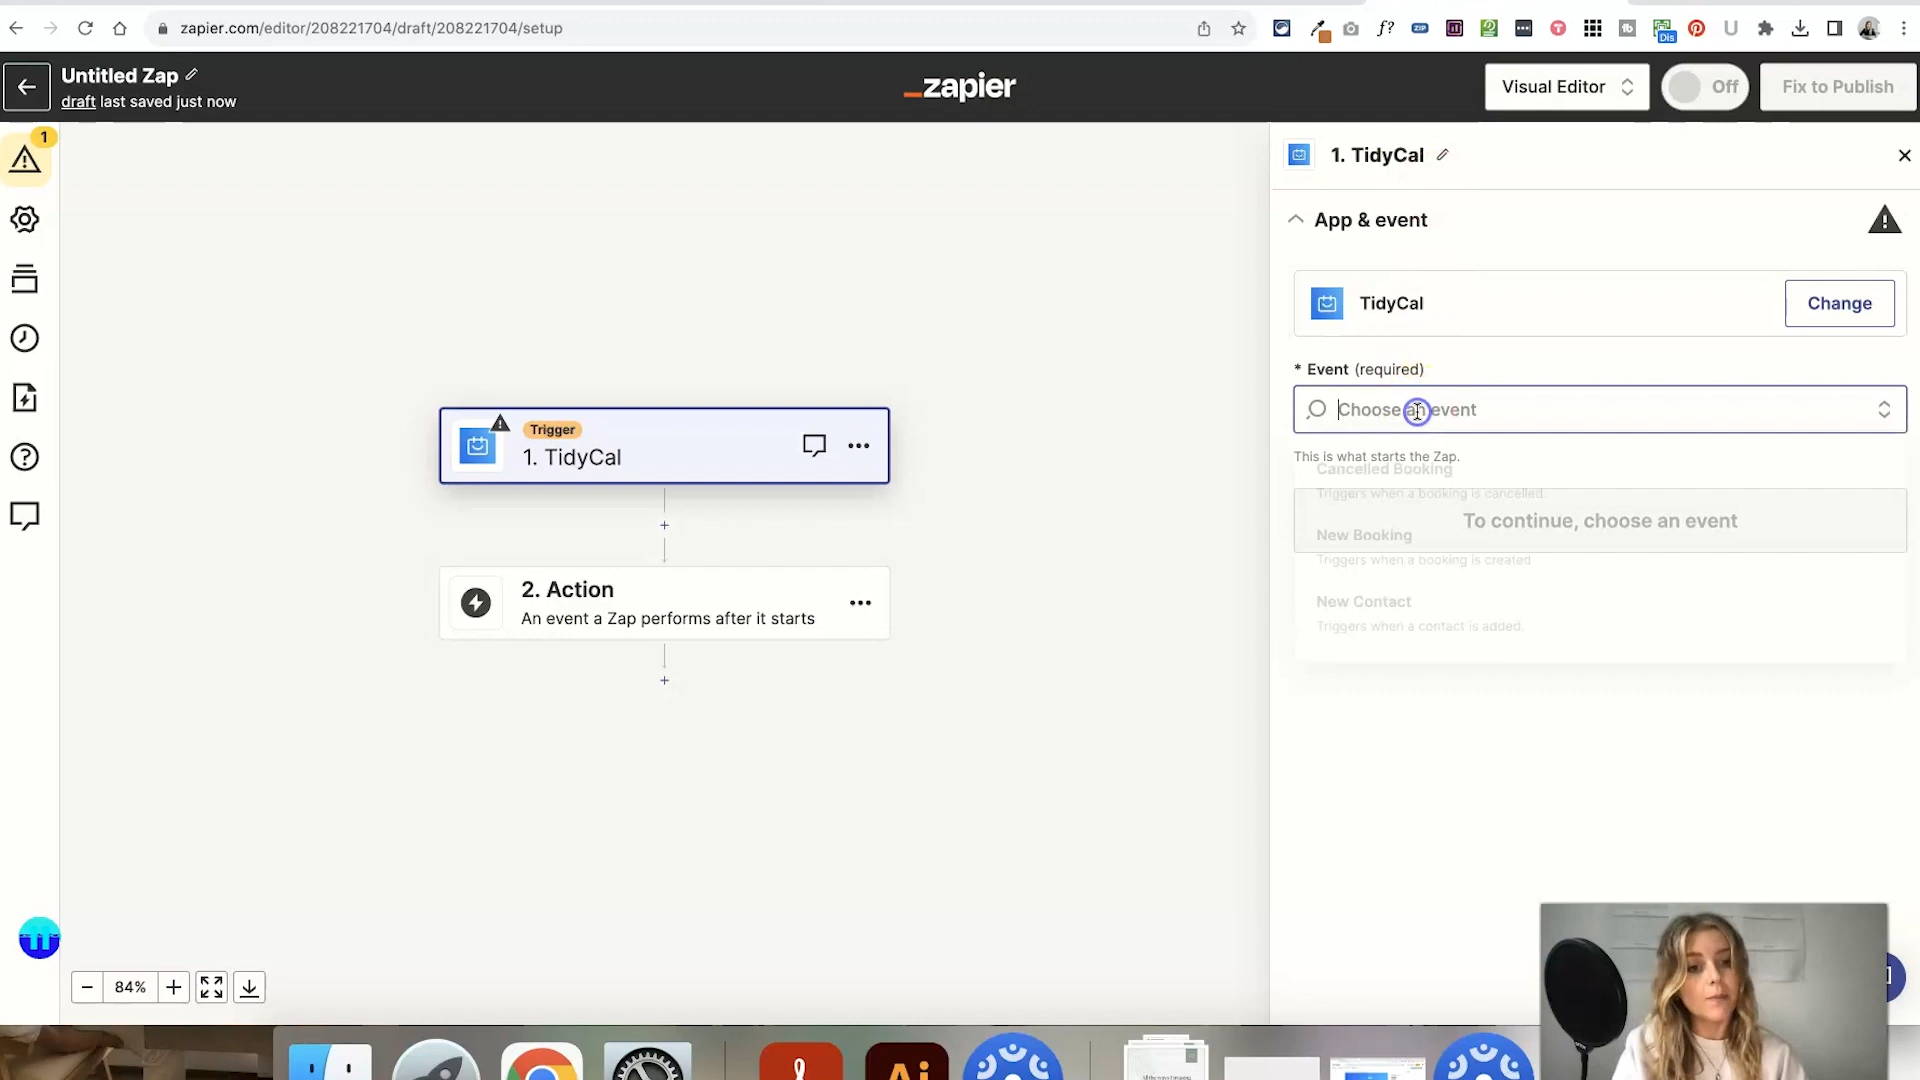 zapier.com/editor/208221704/draft/208221704/setup
Untitled Zap
draft last saved just now
zapier
Visual Editor
Off
Fix to Publish
1
1. TidyCal
App & event
TidyCal
Change
* Event (required)
Choose an event
This is what starts the Zap.
Cancelled Booking
Triggers when a booking is cancelled.
To continue, choose an event
New Booking
Triggers when a booking is created
New Contact
Triggers when a contact is added.
Trigger
1. TidyCal
2. Action
An event a Zap performs after it starts
84%
f?
ZIP
Dis
Ai